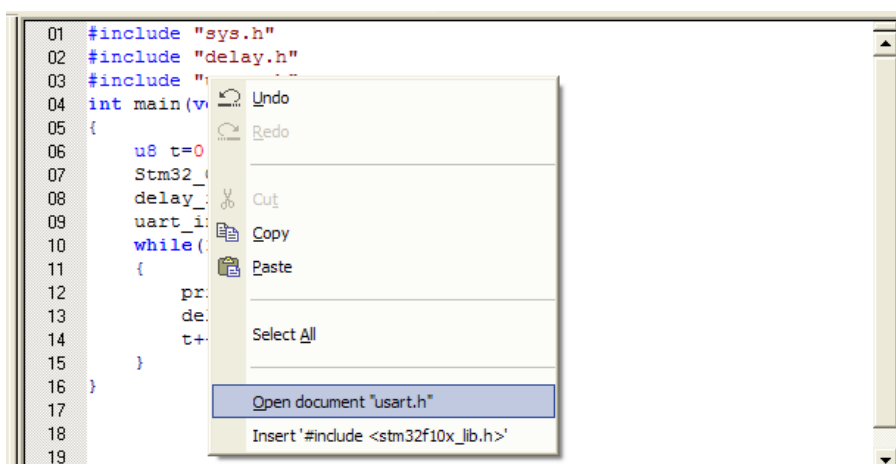 01 #include "sys.h"
02 #include "delay.h"
03 #include "
04 int main(v
05 {
06 u8 t=0
07 Stm32_
08 delay_
09 uart_i
10 while(
11 {
12 pr
13 de
14 t+
15 }
16 }
17
18
19
Undo
Redo
Cut
Copy
Paste
Select All
Open document "usart.h"
Insert '#include <stm32f10x_lib.h>'